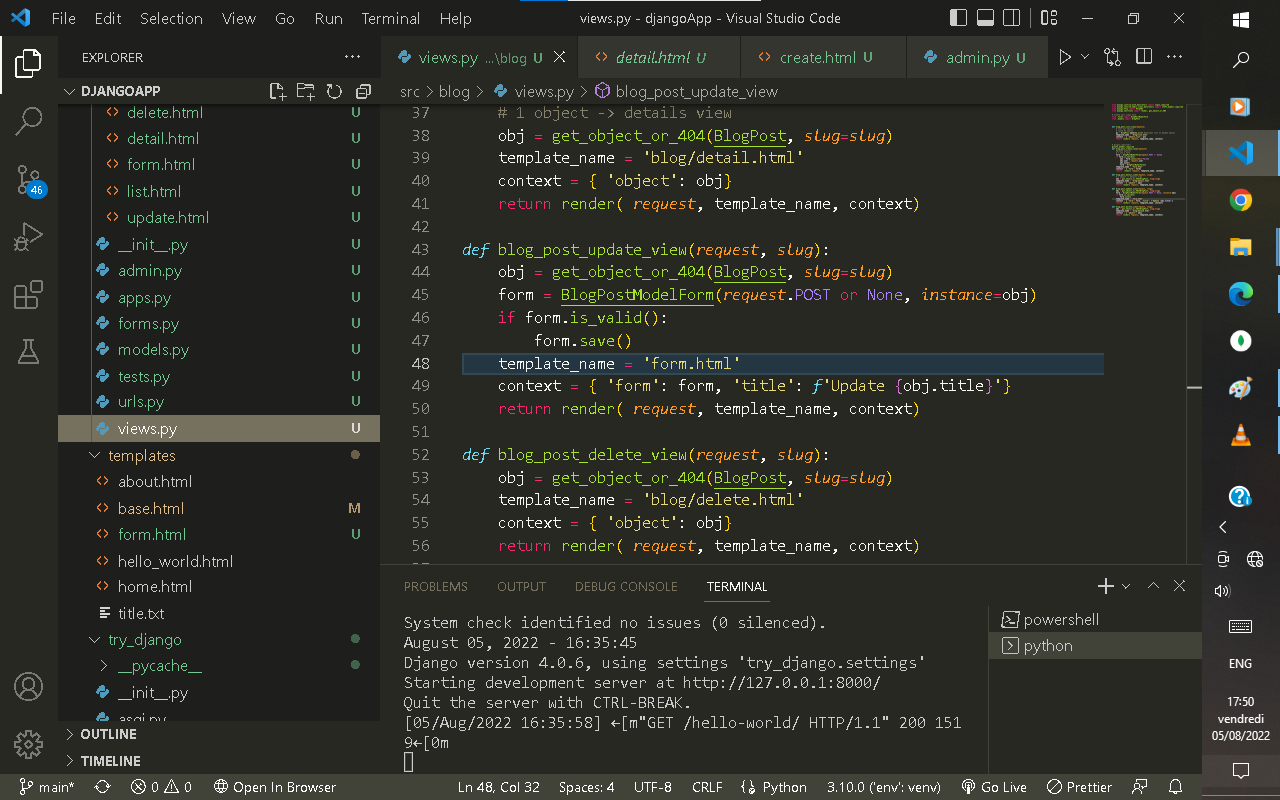 File Edit Selection View Go Run Terminal Help views.py - djangoApp - Visual Studio Code
EXPLORER
DJANGOAPP
delete.html U
detail.html U
form.html U
list.html U
update.html U
__init__.py U
admin.py U
apps.py U
forms.py U
models.py U
tests.py U
urls.py U
views.py U
templates
about.html
base.html M
form.html U
hello_world.html
home.html
title.txt
try_django
__pycache__
__init__.py
asgi.py
OUTLINE
TIMELINE
46
views.py ...\blog U detail.html U create.html U admin.py U
src > blog > views.py > blog_post_update_view
37 # 1 object -> details view
38 obj = get_object_or_404(BlogPost, slug=slug)
39 template_name = 'blog/detail.html'
40 context = { 'object': obj}
41 return render( request, template_name, context)
42
43 def blog_post_update_view(request, slug):
44 obj = get_object_or_404(BlogPost, slug=slug)
45 form = BlogPostModelForm(request.POST or None, instance=obj)
46 if form.is_valid():
47 form.save()
48 template_name = 'form.html'
49 context = { 'form': form, 'title': f'Update {obj.title}'}
50 return render( request, template_name, context)
51
52 def blog_post_delete_view(request, slug):
53 obj = get_object_or_404(BlogPost, slug=slug)
54 template_name = 'blog/delete.html'
55 context = { 'object': obj}
56 return render( request, template_name, context)
PROBLEMS OUTPUT DEBUG CONSOLE TERMINAL
System check identified no issues (0 silenced).
August 05, 2022 - 16:35:45
Django version 4.0.6, using settings 'try_django.settings'
Starting development server at http://127.0.0.1:8000/
Quit the server with CTRL-BREAK.
[05/Aug/2022 16:35:58] ←[m"GET /hello-world/ HTTP/1.1" 200 151
9←[0m
powershell
python
main* 0 0 Open In Browser Ln 48, Col 32 Spaces: 4 UTF-8 CRLF Python 3.10.0 ('env': venv) Go Live Prettier
ENG
17:50
vendredi
05/08/2022